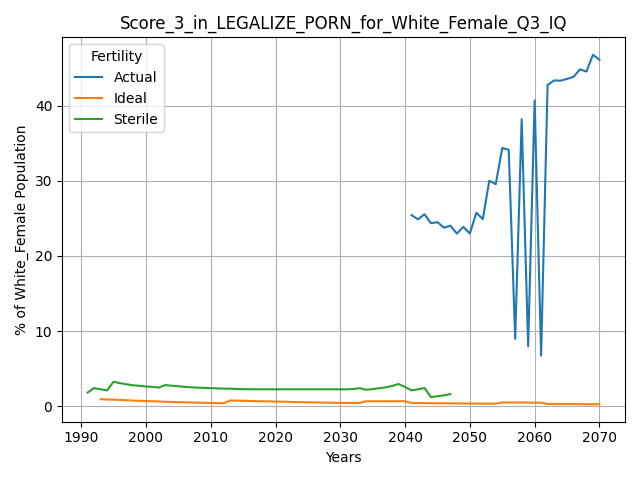 Score_3_in_LEGALIZE_PORN_for_White_Female_Q3_IQ
Fertility
Actual
Ideal
Sterile
% of White_Female Population
40
30
20
10
0
1990 2000 2010 2020 2030 2040 2050 2060 2070
Years